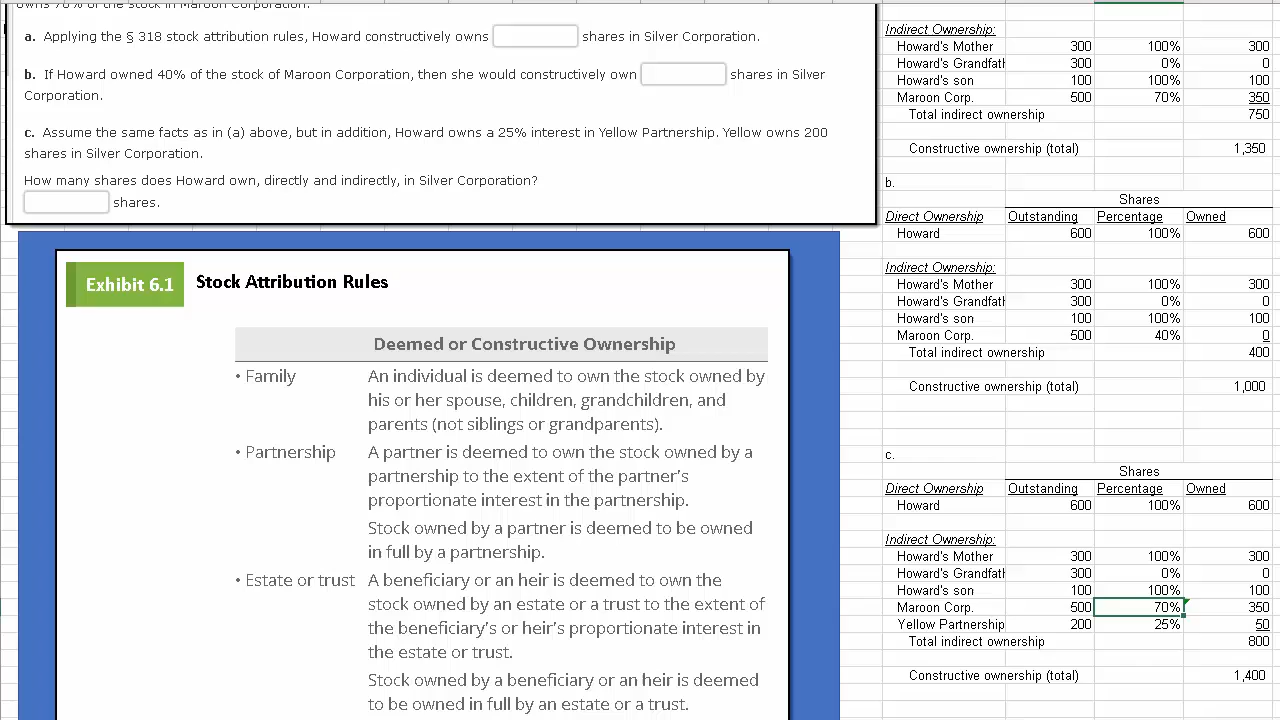 owns 70% of the stock in Maroon Corporation.
a. Applying the § 318 stock attribution rules, Howard constructively owns shares in Silver Corporation.
b. If Howard owned 40% of the stock of Maroon Corporation, then she would constructively own shares in Silver
Corporation.
c. Assume the same facts as in (a) above, but in addition, Howard owns a 25% interest in Yellow Partnership. Yellow owns 200
shares in Silver Corporation.
How many shares does Howard own, directly and indirectly, in Silver Corporation?
shares.
Exhibit 6.1 Stock Attribution Rules
Deemed or Constructive Ownership
• Family An individual is deemed to own the stock owned by
his or her spouse, children, grandchildren, and
parents (not siblings or grandparents).
• Partnership A partner is deemed to own the stock owned by a
partnership to the extent of the partner's
proportionate interest in the partnership.
Stock owned by a partner is deemed to be owned
in full by a partnership.
• Estate or trust A beneficiary or an heir is deemed to own the
stock owned by an estate or a trust to the extent of
the beneficiary's or heir's proportionate interest in
the estate or trust.
Stock owned by a beneficiary or an heir is deemed
to be owned in full by an estate or a trust.
Indirect Ownership:
Howard's Mother 300 100% 300
Howard's Grandfath 300 0% 0
Howard's son 100 100% 100
Maroon Corp. 500 70% 350
Total indirect ownership 750
Constructive ownership (total) 1,350
b.
Shares
Direct Ownership Outstanding Percentage Owned
Howard 600 100% 600
Indirect Ownership:
Howard's Mother 300 100% 300
Howard's Grandfath 300 0% 0
Howard's son 100 100% 100
Maroon Corp. 500 40% 0
Total indirect ownership 400
Constructive ownership (total) 1,000
c.
Shares
Direct Ownership Outstanding Percentage Owned
Howard 600 100% 600
Indirect Ownership:
Howard's Mother 300 100% 300
Howard's Grandfath 300 0% 0
Howard's son 100 100% 100
Maroon Corp. 500 70% 350
Yellow Partnership 200 25% 50
Total indirect ownership 800
Constructive ownership (total) 1,400